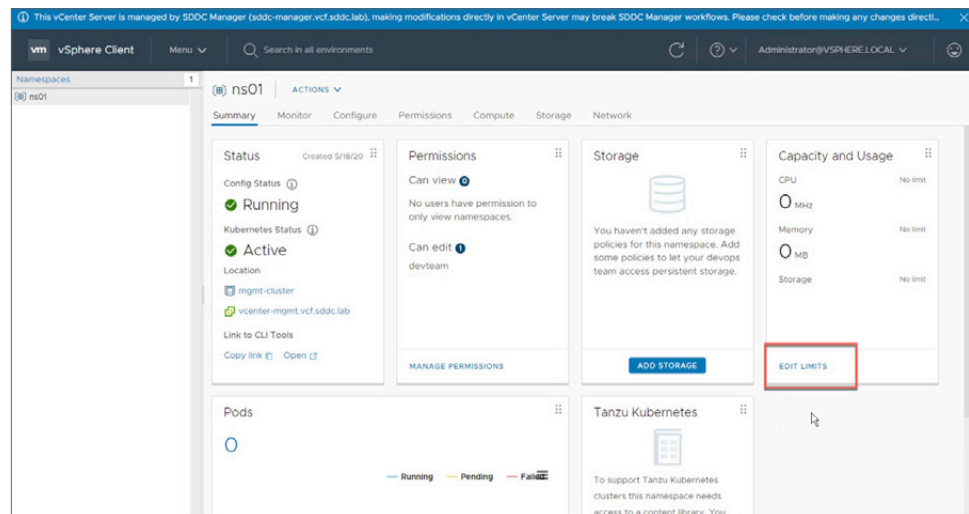 This vCenter Server is managed by SDDC Manager (sddc-manager.vcf.sddc.lab), making modifications directly in vCenter Server may break SDDC Manager workflows. Please check before making any changes directl...
vm vSphere Client Menu Search in all environments Administrator@VSPHERE.LOCAL
Namespaces 1
ns01
ns01 ACTIONS
Summary Monitor Configure Permissions Compute Storage Network
Status Created 5/18/20
Config Status
Running
Kubernetes Status
Active
Location
mgmt-cluster
vcenter-mgmt.vcf.sddc.lab
Link to CLI Tools
Copy link Open
Permissions
Can view 0
No users have permission to
only view namespaces.
Can edit 1
devteam
MANAGE PERMISSIONS
Storage
You haven't added any storage
policies for this namespace. Add
some policies to let your devops
team access persistent storage.
ADD STORAGE
Capacity and Usage
CPU No limit
0 MHz
Memory No limit
0 MB
Storage No limit
EDIT LIMITS
Pods
0
Running Pending Failed
Tanzu Kubernetes
To support Tanzu Kubernetes
clusters this namespace needs
access to a content library. You